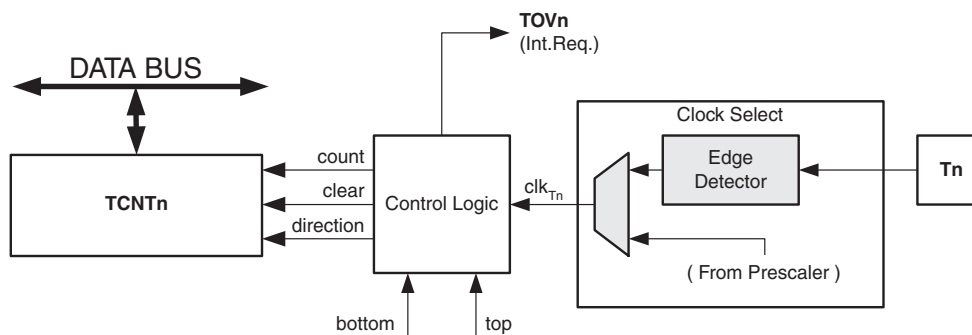 TOVn
(Int.Req.)
DATA BUS
Clock Select
count
Edge
Detector
Tn
TCNTn
clear
Control Logic
clkTn
direction
( From Prescaler )
bottom
top